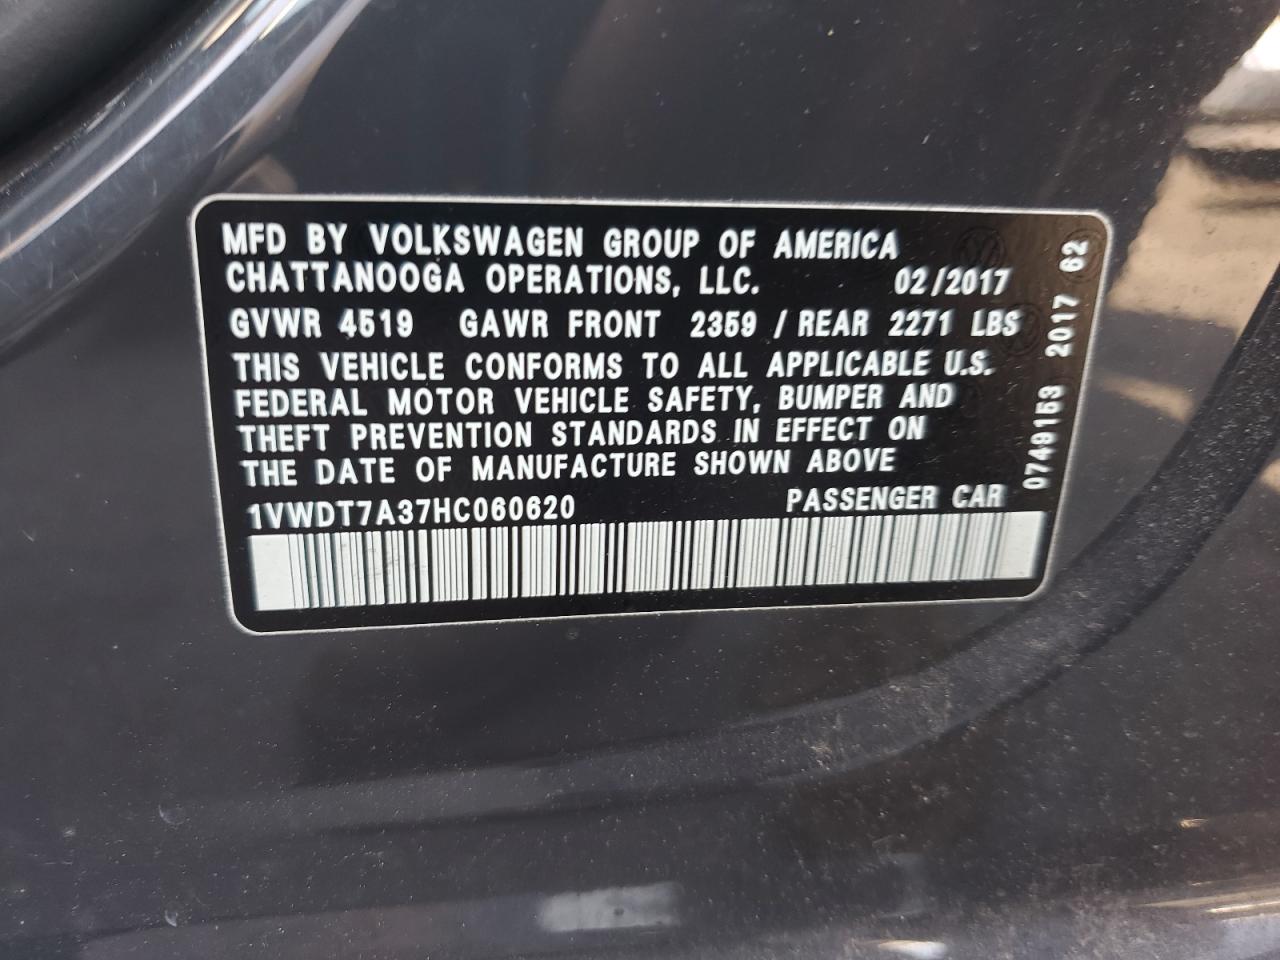 MFD BY VOLKSWAGEN GROUP OF AMERICA
CHATTANOOGA OPERATIONS, LLC. 02/2017
GVWR 4519 GAWR FRONT 2359 / REAR 2271 LBS
THIS VEHICLE CONFORMS TO ALL APPLICABLE U.S.
FEDERAL MOTOR VEHICLE SAFETY, BUMPER AND
THEFT PREVENTION STANDARDS IN EFFECT ON
THE DATE OF MANUFACTURE SHOWN ABOVE
1VWDT7A37HC060620 PASSENGER CAR
0749153 2017 62